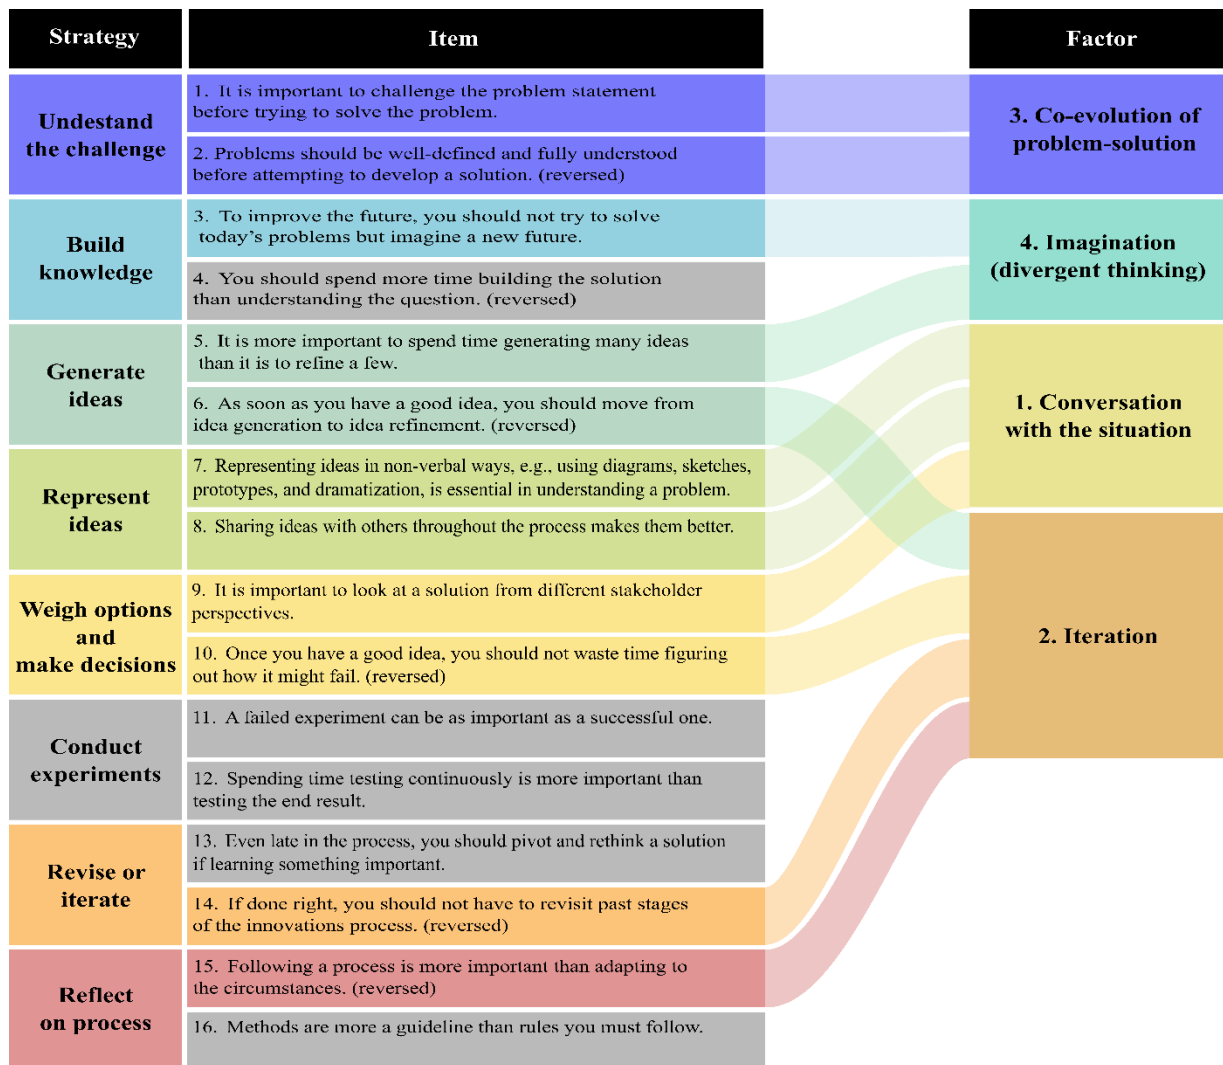 Strategy
Item
Factor
Undestand
the challenge
1. It is important to challenge the problem statement
before trying to solve the problem.
2. Problems should be well-defined and fully understood
before attempting to develop a solution. (reversed)
3. Co-evolution of
problem-solution
Build
knowledge
3. To improve the future, you should not try to solve
today's problems but imagine a new future.
4. You should spend more time building the solution
than understanding the question. (reversed)
4. Imagination
(divergent thinking)
Generate
ideas
5. It is more important to spend time generating many ideas
than it is to refine a few.
6. As soon as you have a good idea, you should move from
idea generation to idea refinement. (reversed)
1. Conversation
with the situation
Represent
ideas
7. Representing ideas in non-verbal ways, e.g., using diagrams, sketches,
prototypes, and dramatization, is essential in understanding a problem.
8. Sharing ideas with others throughout the process makes them better.
Weigh options
and
make decisions
9. It is important to look at a solution from different stakeholder
perspectives.
10. Once you have a good idea, you should not waste time figuring
out how it might fail. (reversed)
2. Iteration
Conduct
experiments
11. A failed experiment can be as important as a successful one.
12. Spending time testing continuously is more important than
testing the end result.
Revise or
iterate
13. Even late in the process, you should pivot and rethink a solution
if learning something important.
14. If done right, you should not have to revisit past stages
of the innovations process. (reversed)
Reflect
on process
15. Following a process is more important than adapting to
the circumstances. (reversed)
16. Methods are more a guideline than rules you must follow.